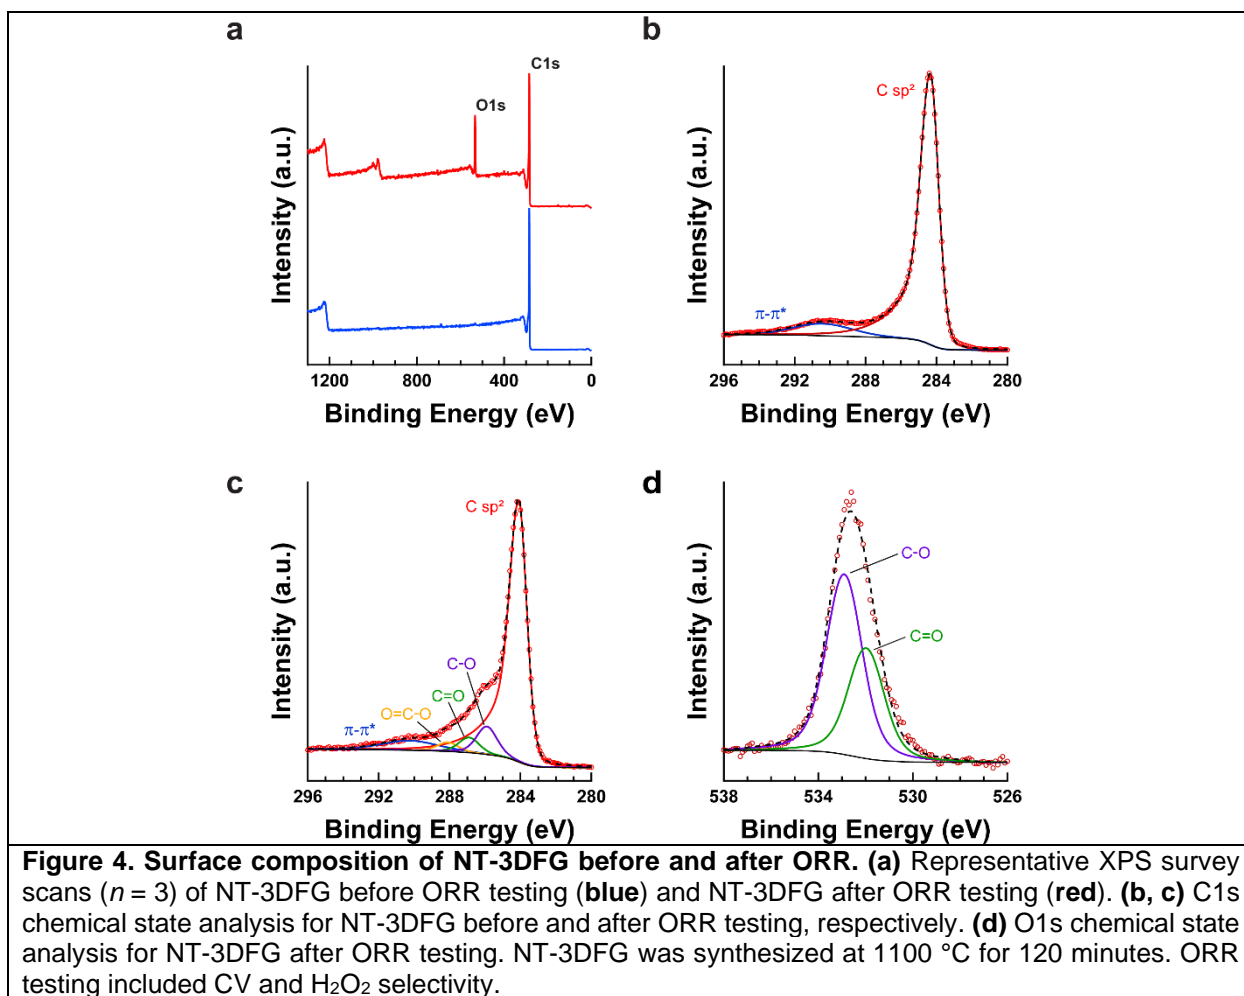 a
C1s
O1s
Intensity (a.u.)
1200 800 400 0
Binding Energy (eV)
b
C sp²
π-π*
Intensity (a.u.)
296 292 288 284 280
Binding Energy (eV)
c
C sp²
C-O
C=O
O=C-O
π-π*
Intensity (a.u.)
296 292 288 284 280
Binding Energy (eV)
d
C-O
C=O
Intensity (a.u.)
538 534 530 526
Binding Energy (eV)
Figure 4. Surface composition of NT-3DFG before and after ORR. (a) Representative XPS survey
scans (n = 3) of NT-3DFG before ORR testing (blue) and NT-3DFG after ORR testing (red). (b, c) C1s
chemical state analysis for NT-3DFG before and after ORR testing, respectively. (d) O1s chemical state
analysis for NT-3DFG after ORR testing. NT-3DFG was synthesized at 1100 °C for 120 minutes. ORR
testing included CV and H₂O₂ selectivity.